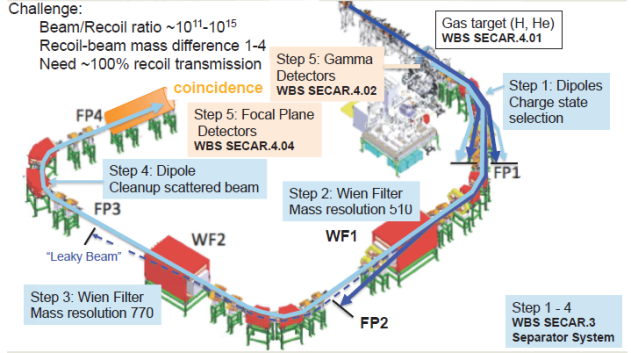 Challenge:
Beam/Recoil ratio ~10¹¹-10¹⁵
Recoil-beam mass difference 1-4
Need ~100% recoil transmission
Gas target (H, He)
WBS SECAR.4.01
Step 5: Gamma
Detectors
WBS SECAR.4.02
coincidence
Step 1: Dipoles
Charge state
selection
FP4
Step 5: Focal Plane
Detectors
WBS SECAR.4.04
FP1
Step 4: Dipole
Cleanup scattered beam
Step 2: Wien Filter
Mass resolution 510
FP3
WF2
WF1
"Leaky Beam"
Step 3: Wien Filter
Mass resolution 770
FP2
Step 1 - 4
WBS SECAR.3
Separator System